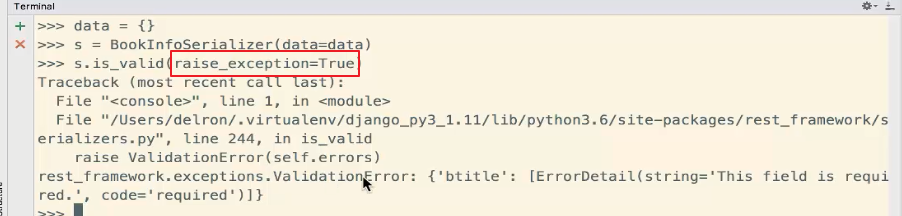 Terminal
>>> data = {}
>>> s = BookInfoSerializer(data=data)
>>> s.is_valid(raise_exception=True)
Traceback (most recent call last):
  File "<console>", line 1, in <module>
  File "/Users/delron/.virtualenv/django_py3_1.11/lib/python3.6/site-packages/rest_framework/s
erializers.py", line 244, in is_valid
    raise ValidationError(self.errors)
rest_framework.exceptions.ValidationError: {'btitle': [ErrorDetail(string='This field is requi
red.', code='required')]}
>>>